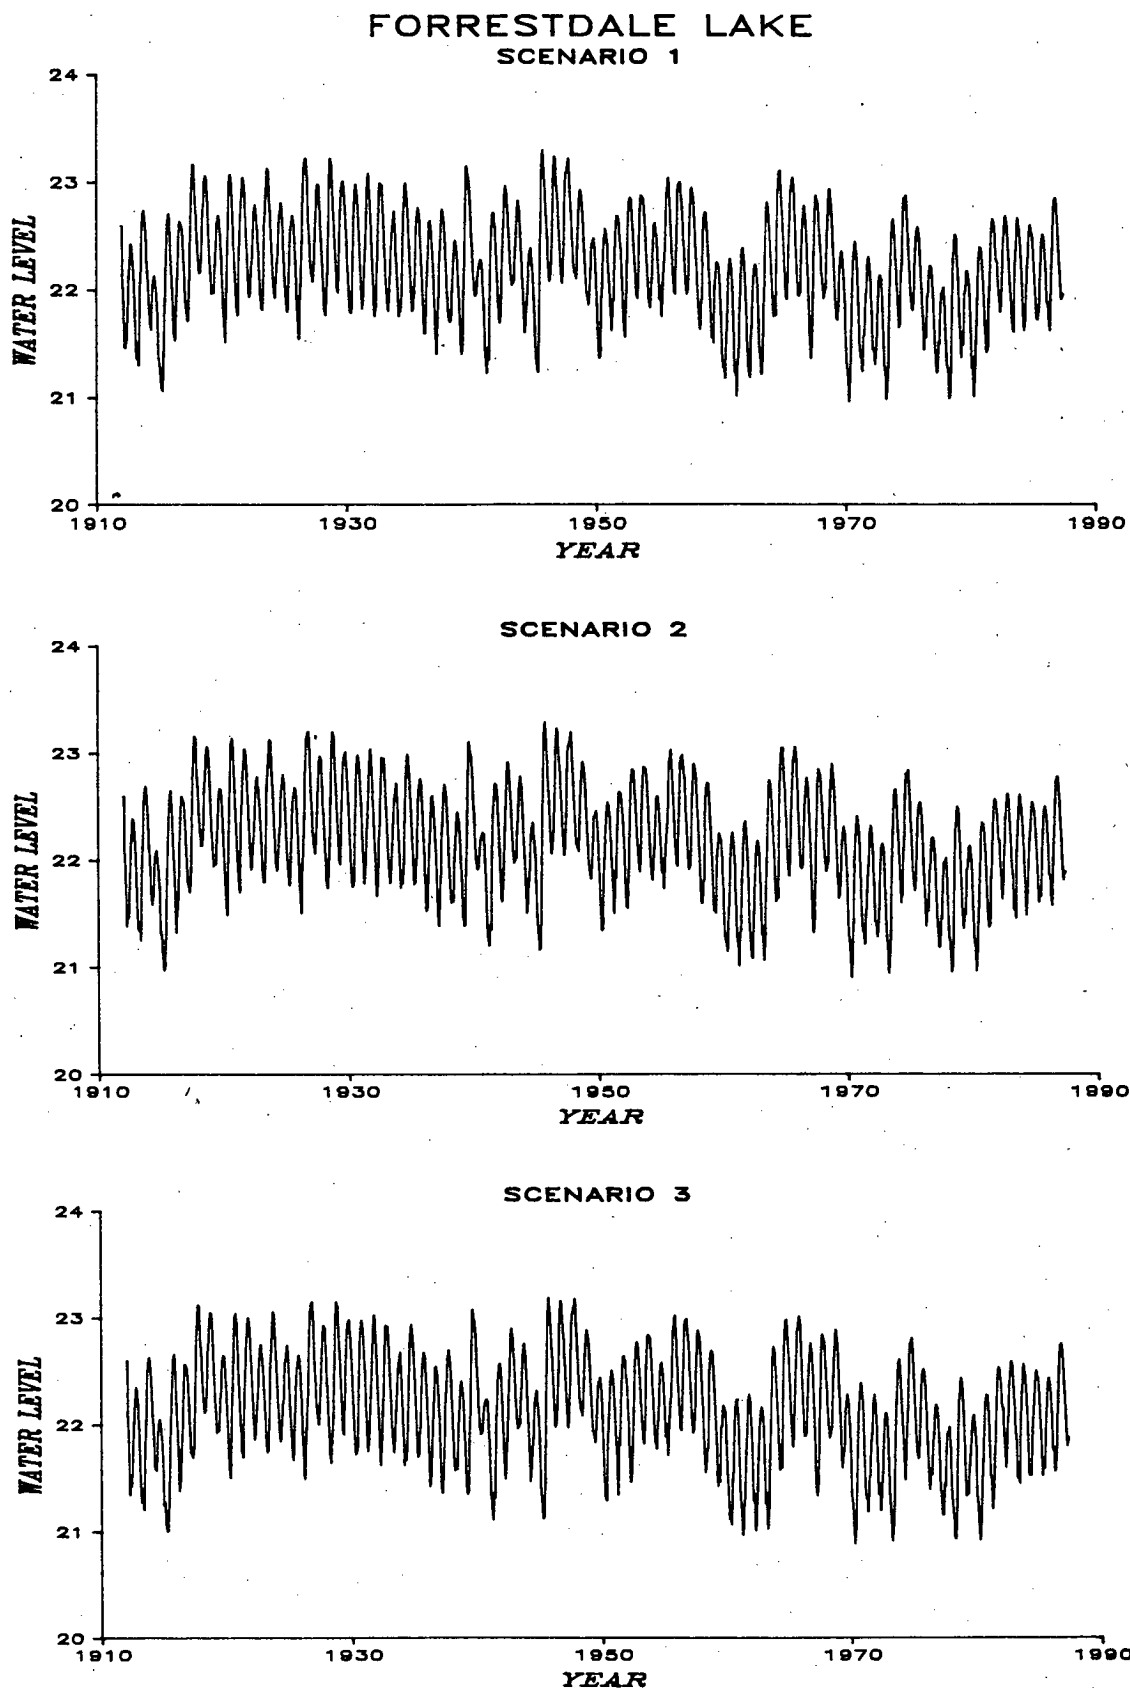 FORRESTDALE LAKE
SCENARIO 1
24
23
22
21
20
WATER LEVEL
1910 1930 1950 1970 1990
YEAR
SCENARIO 2
24
23
22
21
20
WATER LEVEL
1910 1930 1950 1970 1990
YEAR
SCENARIO 3
24
23
22
21
20
WATER LEVEL
1910 1930 1950 1970 1990
YEAR